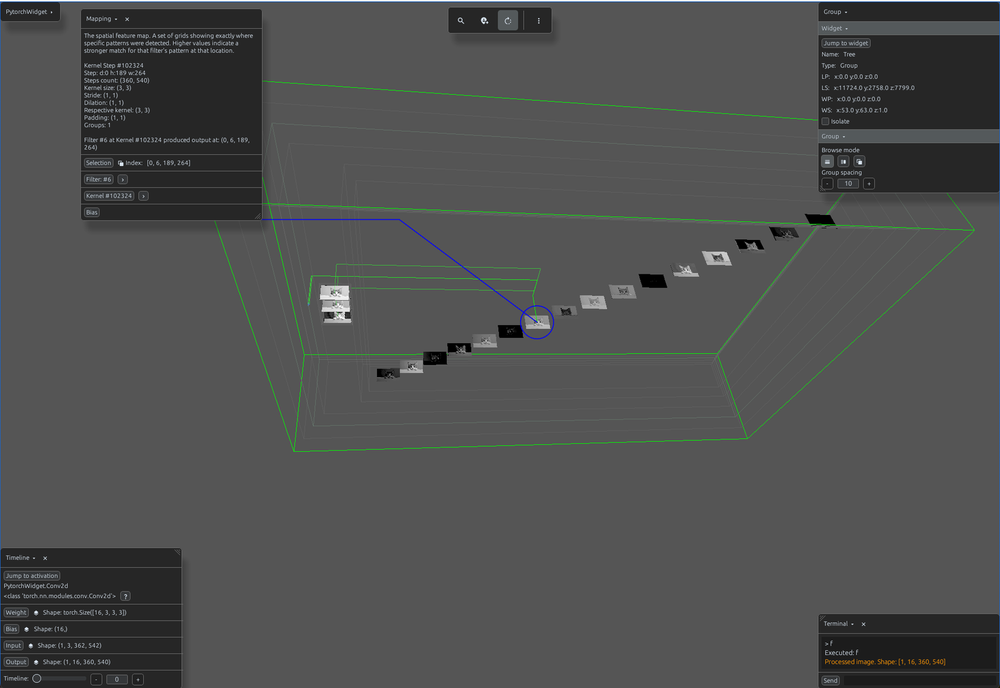 PytorchWidget
Mapping
The spatial feature map. A set of grids showing exactly where
specific patterns were detected. Higher values indicate a
stronger match for that filter's pattern at that location.
Kernel Step #102324
Step: d:0 h:189 w:264
Steps count: (360, 540)
Kernel size: (3, 3)
Stride: (1, 1)
Dilation: (1, 1)
Respective kernel: (3, 3)
Padding: (1, 1)
Groups: 1
Filter #6 at Kernel #102324 produced output at: (0, 6, 189,
264)
Selection Index: [0, 6, 189, 264]
Filter: #6 ›
Kernel #102324 ›
Bias
Group
Widget
Jump to widget
Name: Tree
Type: Group
LP: x:0.0 y:0.0 z:0.0
LS: x:11724.0 y:2758.0 z:7799.0
WP: x:0.0 y:0.0 z:0.0
WS: x:53.0 y:63.0 z:1.0
Isolate
Group
Browse mode
Group spacing
- 10 +
Timeline
Jump to activation
PytorchWidget.Conv2d
<class 'torch.nn.modules.conv.Conv2d'> ?
Weight Shape: torch.Size([16, 3, 3, 3])
Bias Shape: (16,)
Input Shape: (1, 3, 362, 542)
Output Shape: (1, 16, 360, 540)
Timeline: - 0 +
Terminal
> f
Executed: f
Processed image. Shape: [1, 16, 360, 540]
Send